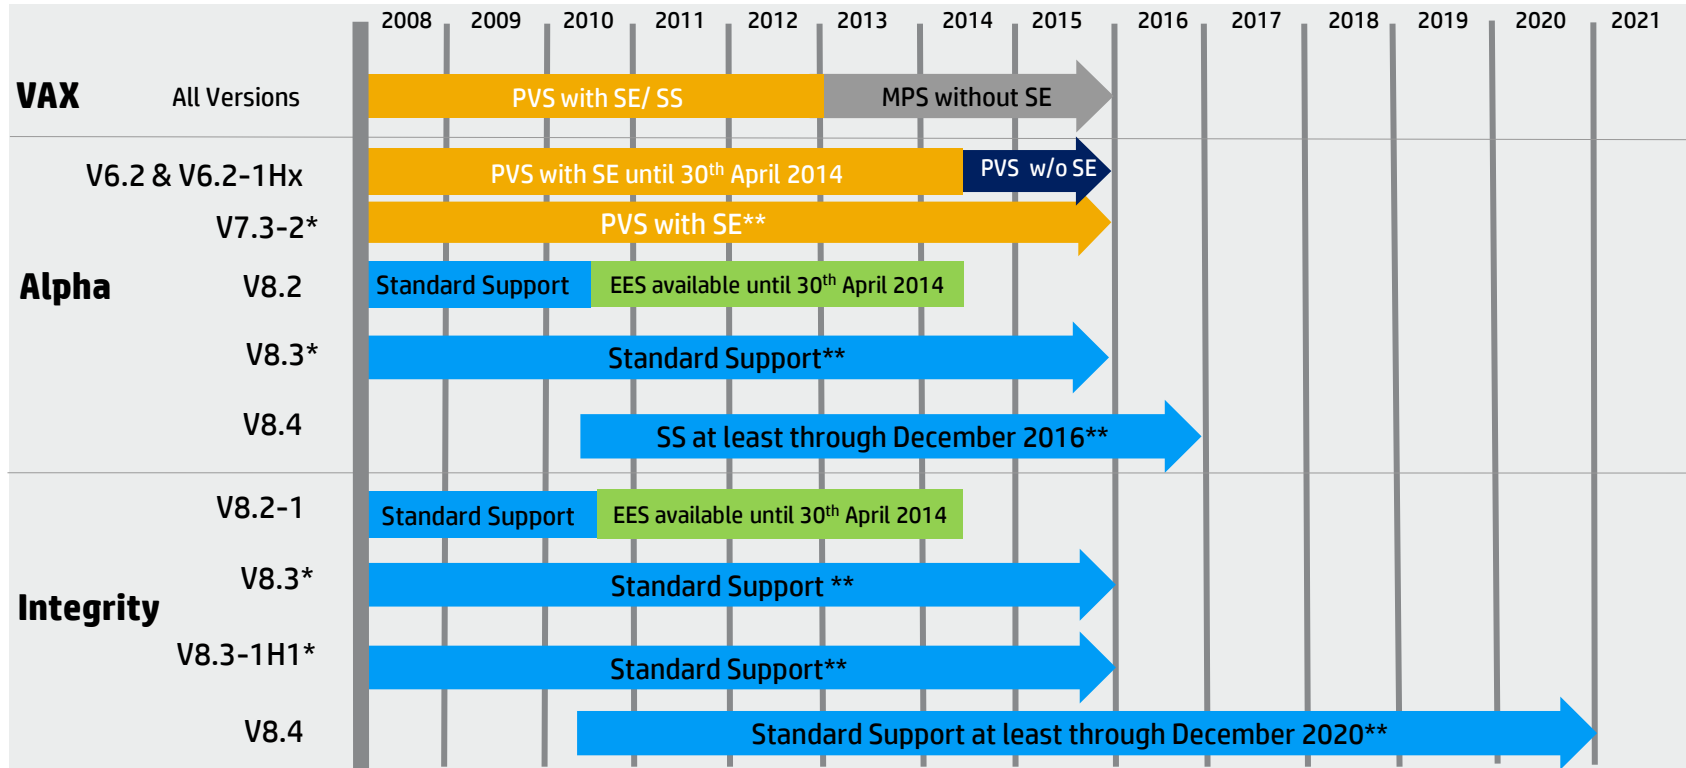 2008 2009 2010 2011 2012 2013 2014 2015 2016 2017 2018 2019 2020 2021
VAX All Versions PVS with SE/ SS MPS without SE
V6.2 & V6.2-1Hx PVS with SE until 30th April 2014 PVS w/o SE
V7.3-2* PVS with SE**
Alpha V8.2 Standard Support EES available until 30th April 2014
V8.3* Standard Support**
V8.4 SS at least through December 2016**
V8.2-1 Standard Support EES available until 30th April 2014
V8.3* Standard Support **
Integrity
V8.3-1H1* Standard Support**
V8.4 Standard Support at least through December 2020**